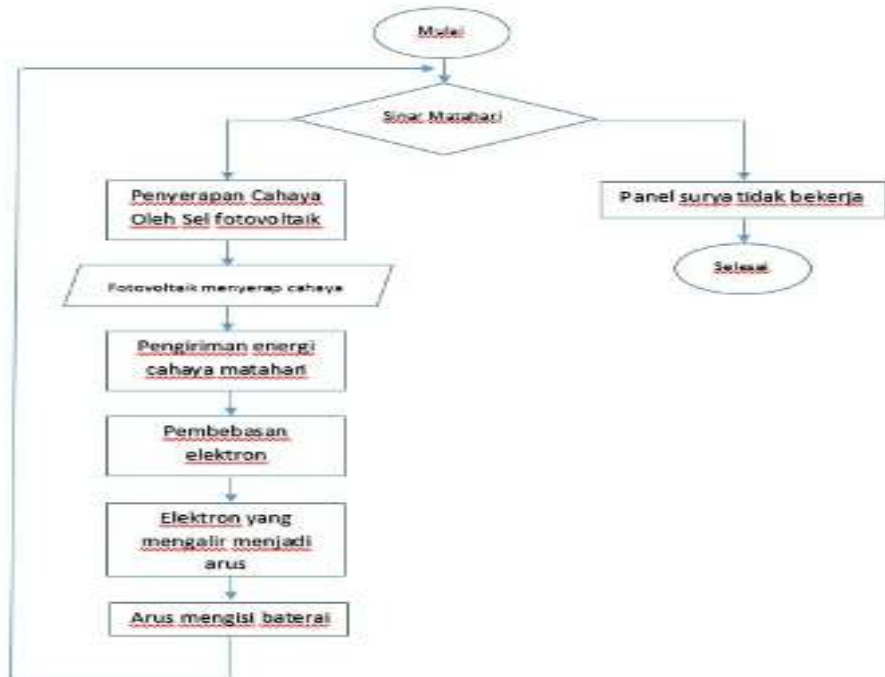 Mulai
Sinar Matahari
Penyerapan Cahaya
Oleh Sel fotovoltaik
Fotovoltaik menyerap cahaya
Pengiriman energi
cahaya matahari
Pembebasan
elektron
Elektron yang
mengalir menjadi
arus
Arus mengisi baterai
Panel surya tidak bekerja
Selesai